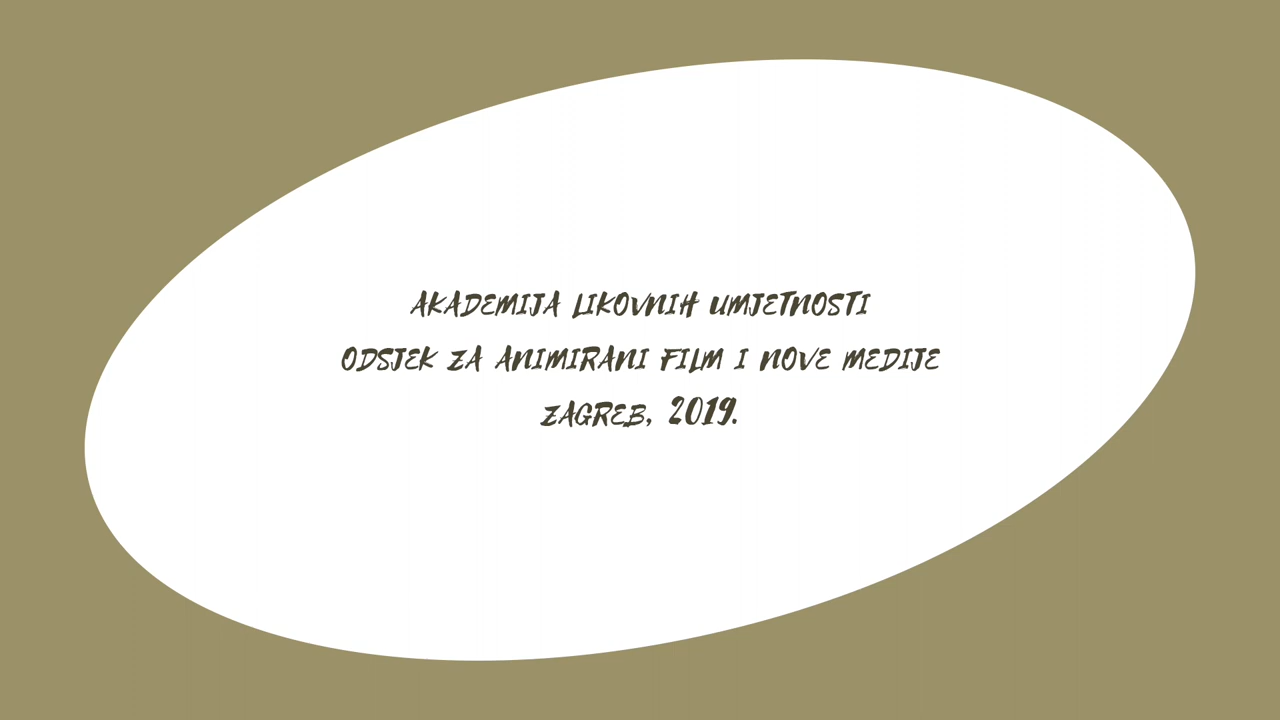 AKADEMIJA LIKOVNIH UMJETNOSTI
ODSJEK ZA ANIMIRANI FILM I NOVE MEDIJE
ZAGREB, 2019.